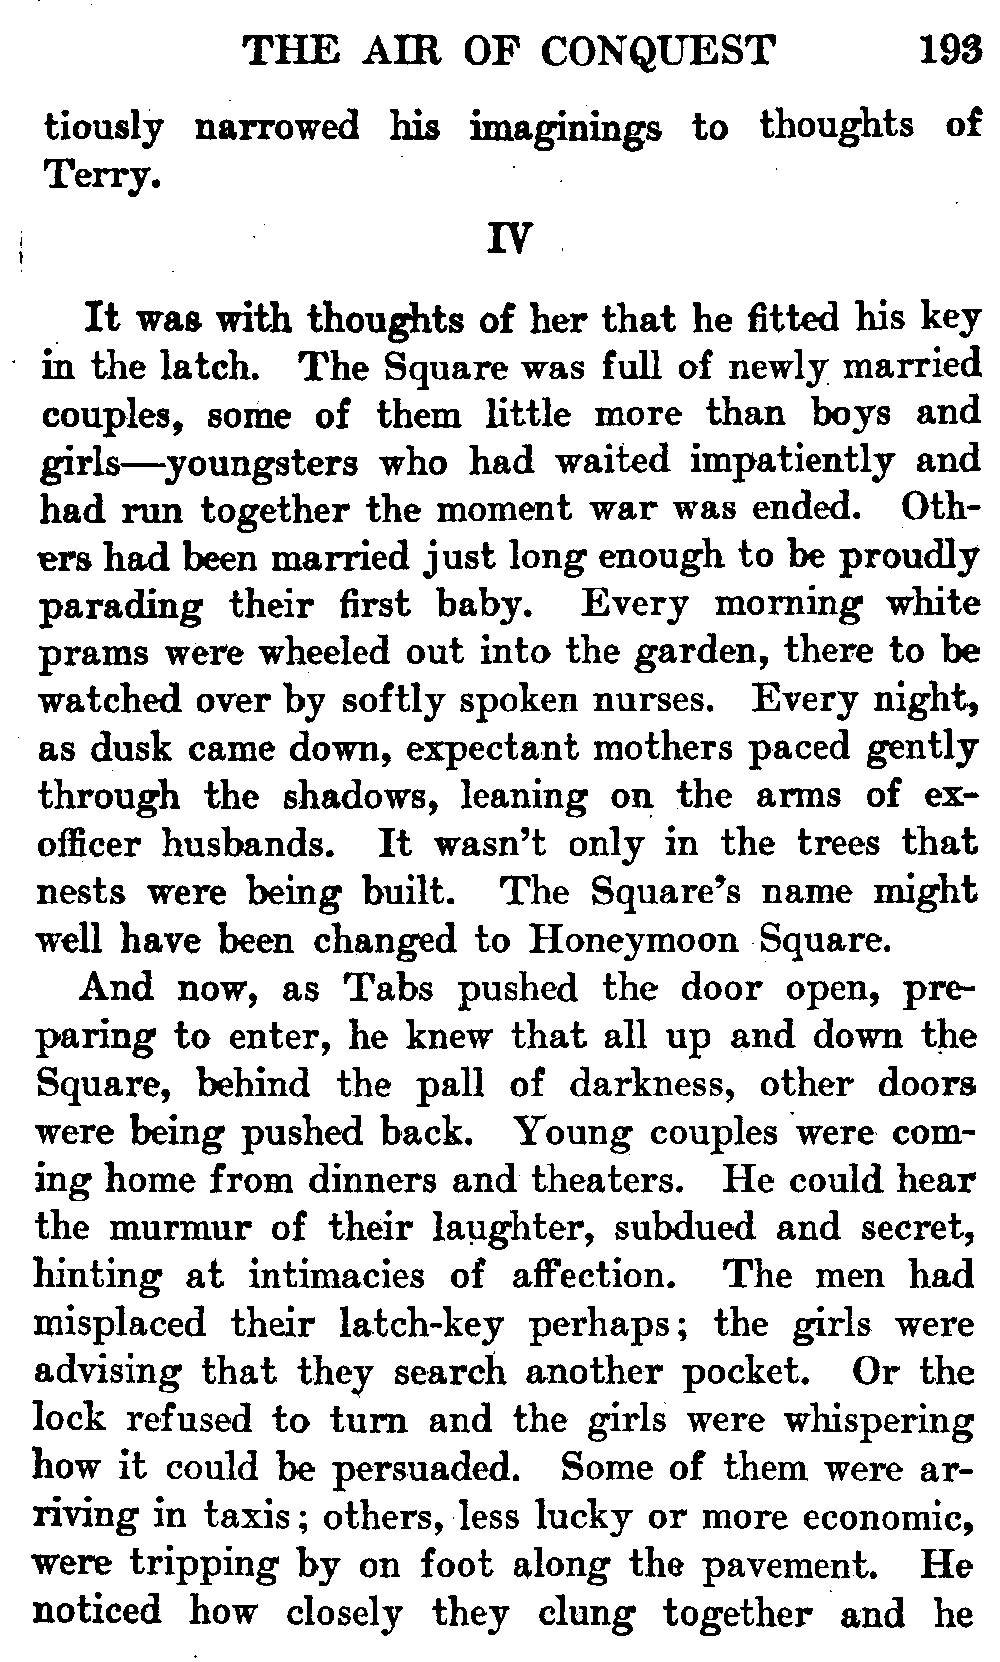 THE AIR OF CONQUEST 193
tiously narrowed his imaginings to thoughts of
Terry.
IV
It was with thoughts of her that he fitted his key
in the latch. The Square was full of newly married
couples, some of them little more than boys and
girls—youngsters who had waited impatiently and
had run together the moment war was ended. Oth-
ers had been married just long enough to be proudly
parading their first baby. Every morning white
prams were wheeled out into the garden, there to be
watched over by softly spoken nurses. Every night,
as dusk came down, expectant mothers paced gently
through the shadows, leaning on the arms of ex-
officer husbands. It wasn't only in the trees that
nests were being built. The Square's name might
well have been changed to Honeymoon Square.
And now, as Tabs pushed the door open, pre-
paring to enter, he knew that all up and down the
Square, behind the pall of darkness, other doors
were being pushed back. Young couples were com-
ing home from dinners and theaters. He could hear
the murmur of their laughter, subdued and secret,
hinting at intimacies of affection. The men had
misplaced their latch-key perhaps; the girls were
advising that they search another pocket. Or the
lock refused to turn and the girls were whispering
how it could be persuaded. Some of them were ar-
riving in taxis; others, less lucky or more economic,
were tripping by on foot along the pavement. He
noticed how closely they clung together and he